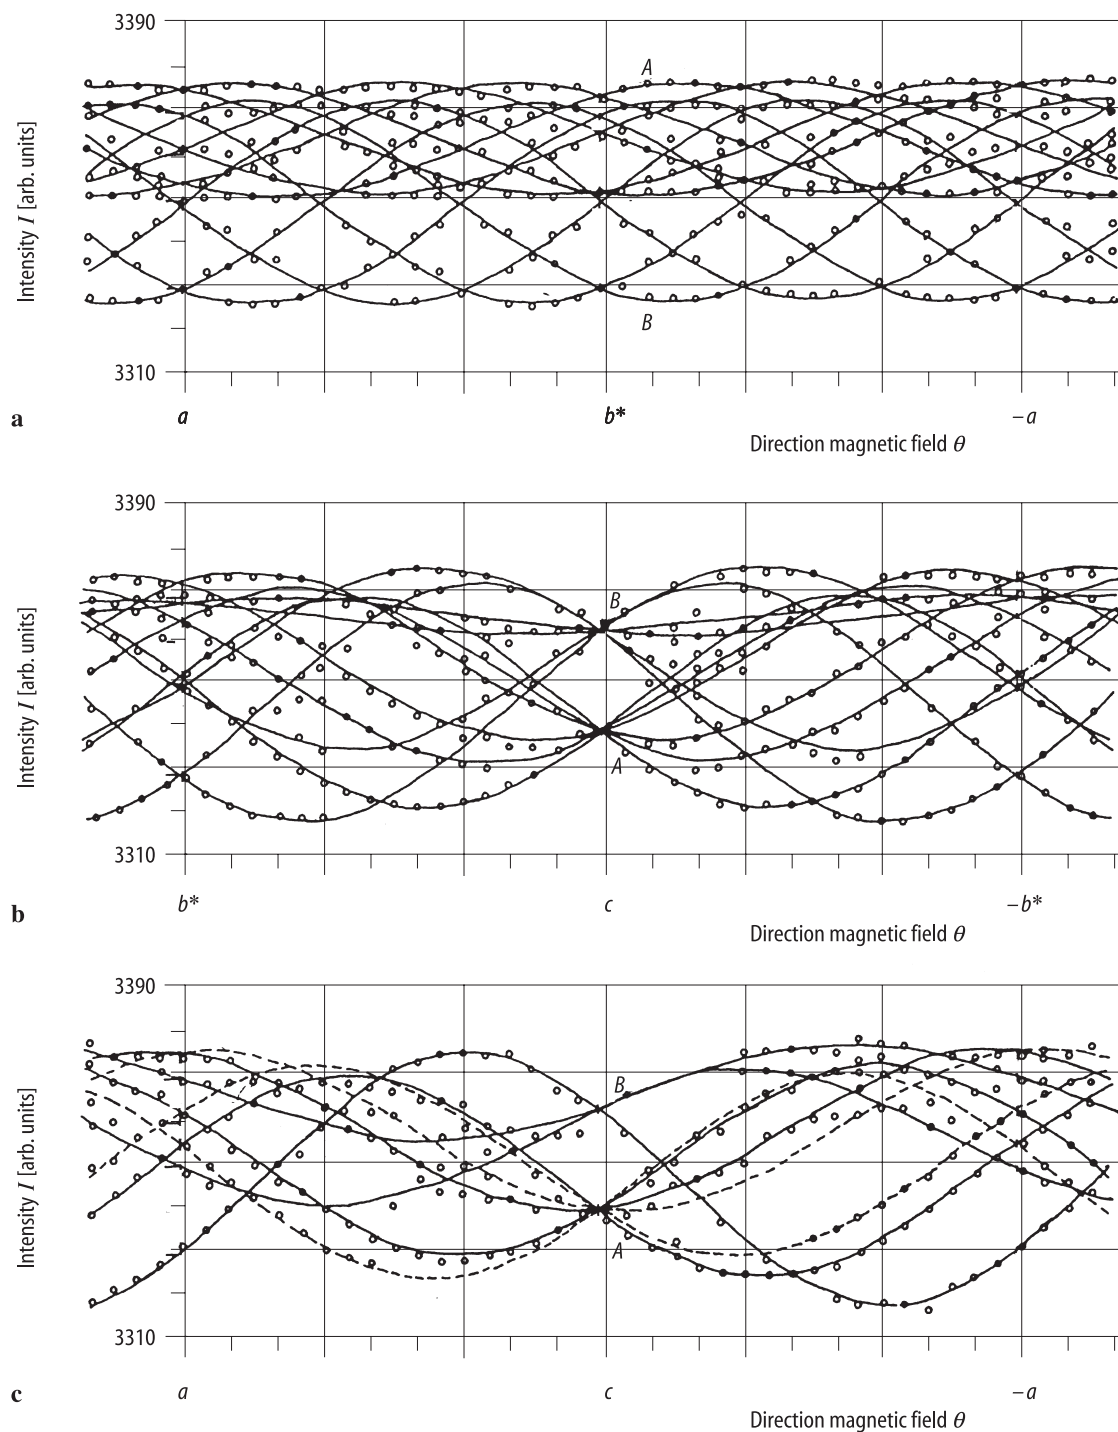 3390
A
Intensity I [arb. units]
B
3310
a b* –a
a
Direction magnetic field θ
3390
B
Intensity I [arb. units]
A
3310
b* c –b*
b
Direction magnetic field θ
3390
B
Intensity I [arb. units]
A
3310
a c –a
c
Direction magnetic field θ